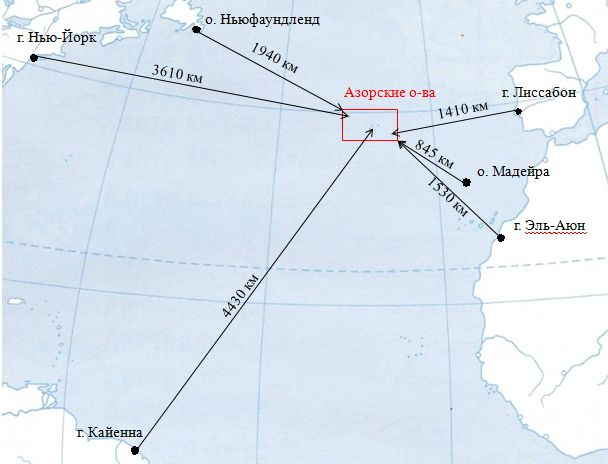 о. Ньюфаундленд
г. Нью-Йорк
1940 км
3610 км
Азорские о-ва
г. Лиссабон
1410 км
845 км
о. Мадейра
1530 км
г. Эль-Аюн
4430 км
г. Кайенна